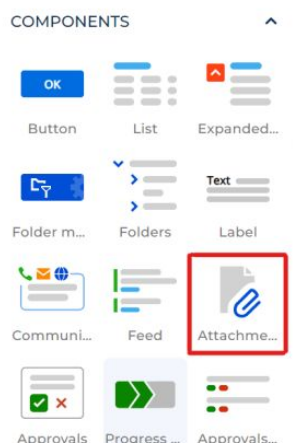 COMPONENTS
OK
Button List Expanded...
Text
Folder m... Folders Label
Communi... Feed Attachme...
Approvals Progress ... Approvals...